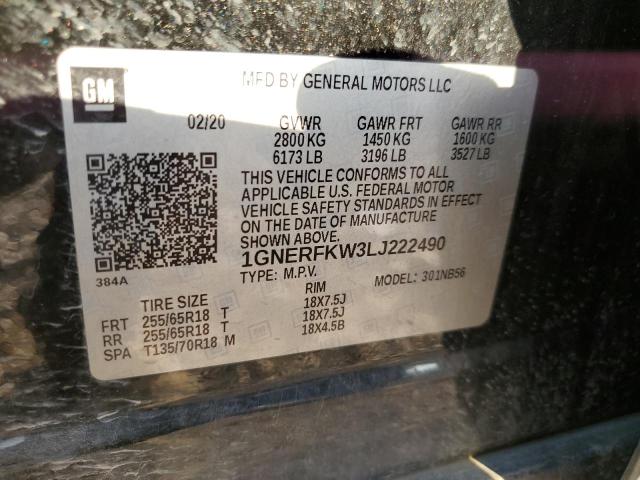 GM
MFD BY GENERAL MOTORS LLC
02/20 GVWR GAWR FRT GAWR RR
2800 KG 1450 KG 1600 KG
6173 LB 3196 LB 3527 LB
THIS VEHICLE CONFORMS TO ALL
APPLICABLE U.S. FEDERAL MOTOR
VEHICLE SAFETY STANDARDS IN EFFECT
ON THE DATE OF MANUFACTURE
SHOWN ABOVE.
1GNERFKW3LJ222490
TYPE: M.P.V. MODEL: 301NB56
384A
TIRE SIZE RIM
FRT 255/65R18 T 18X7.5J
RR 255/65R18 T 18X7.5J
SPA T135/70R18 M 18X4.5B